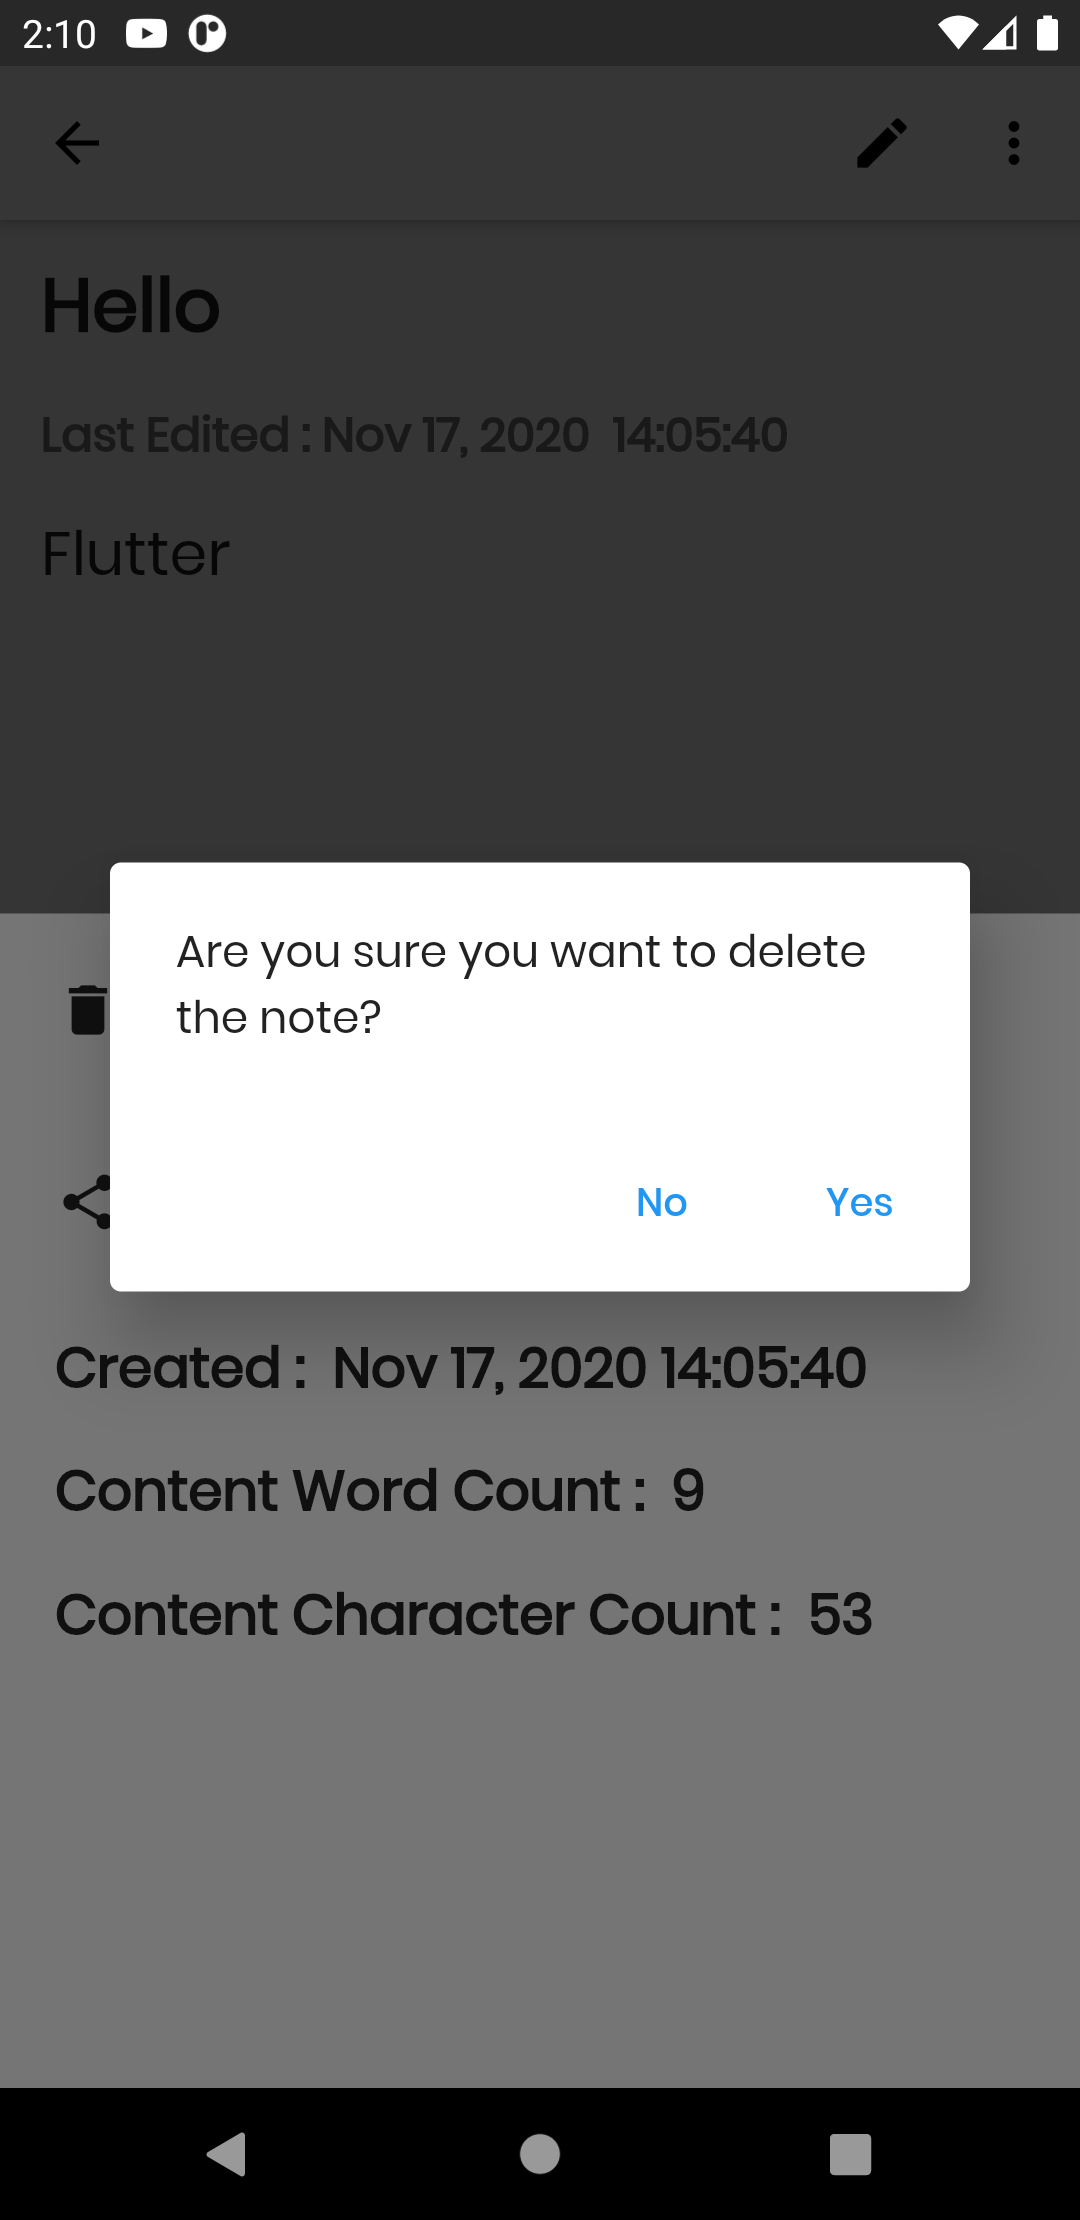 2:10
Hello
Last Edited : Nov 17, 2020  14:05:40
Flutter
Are you sure you want to delete
the note?
No
Yes
Created :  Nov 17, 2020 14:05:40
Content Word Count :  9
Content Character Count :  53